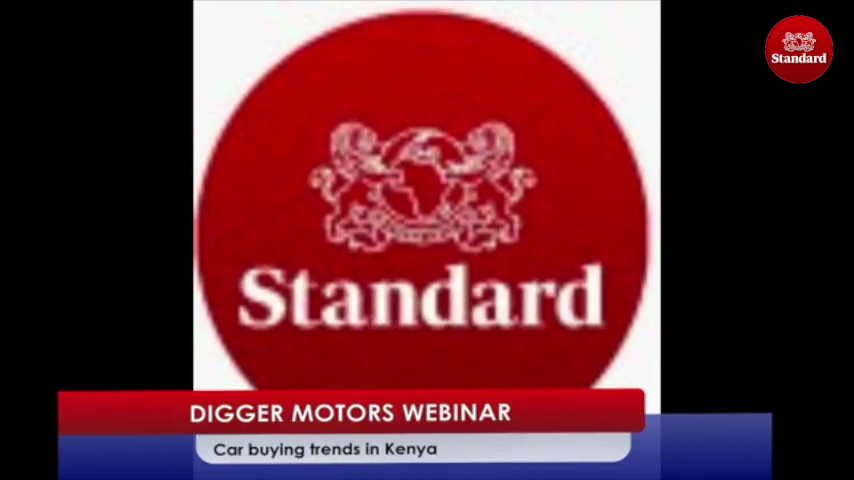 Standard
Standard
DIGGER MOTORS WEBINAR
Car buying trends in Kenya